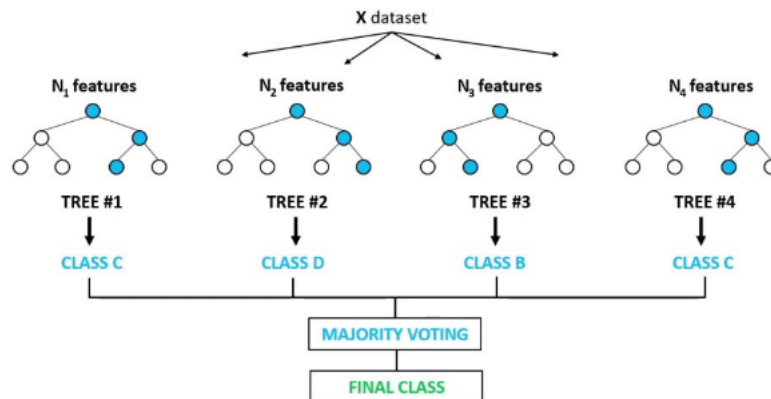 X dataset
N₁ features
N₂ features
N₃ features
N₄ features
TREE #1
TREE #2
TREE #3
TREE #4
CLASS C
CLASS D
CLASS B
CLASS C
MAJORITY VOTING
FINAL CLASS